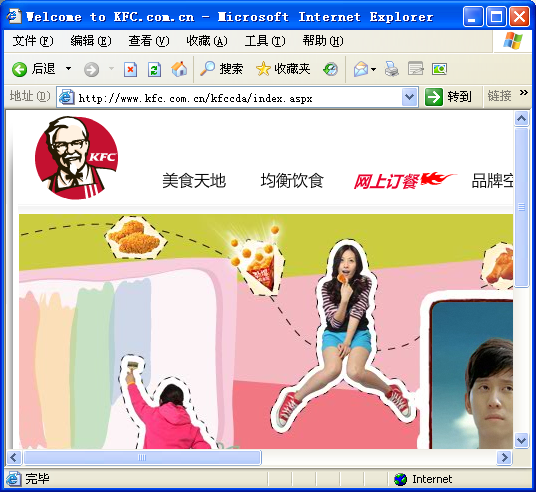 Welcome to KFC.com.cn - Microsoft Internet Explorer
文件(F) 编辑(E) 查看(V) 收藏(A) 工具(T) 帮助(H)
后退 搜索 收藏夹
地址(D) http://www.kfc.com.cn/kfccda/index.aspx 转到 链接 »
KFC
美食天地 均衡饮食 网上订餐 品牌空
完毕 Internet